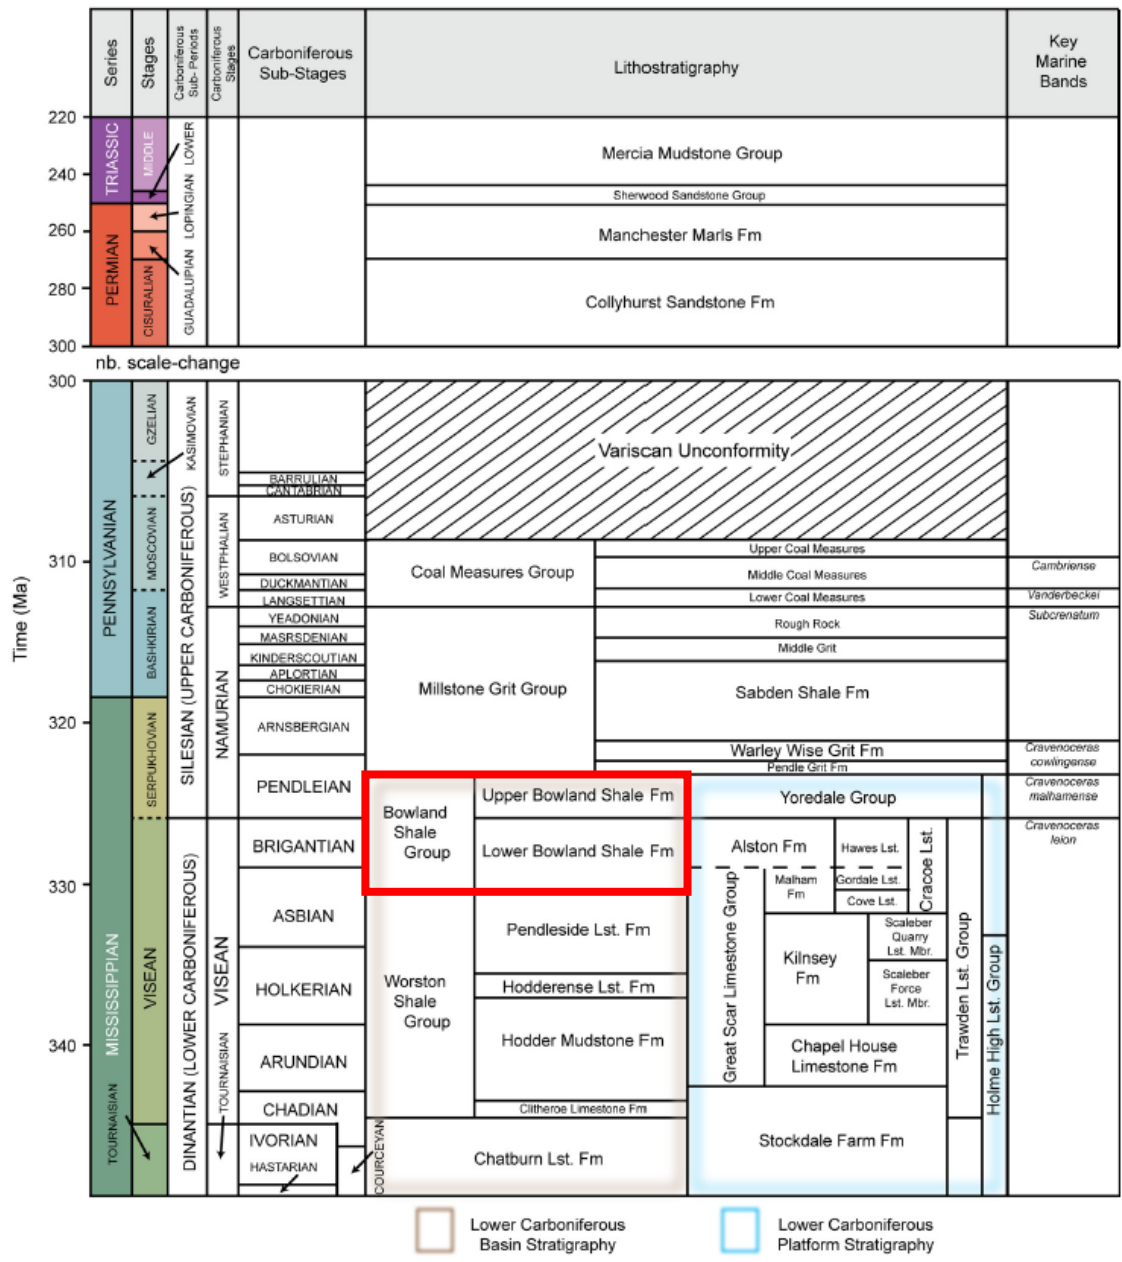 Series
Stages
Carboniferous
Sub- Periods
Carboniferous
Stages
Carboniferous
Sub-Stages
Lithostratigraphy
Key
Marine
Bands
Time (Ma)
220
240
260
280
300
TRIASSIC
PERMIAN
MIDDLE
LOWER
LOPINGIAN
GUADALUPIAN
CISURALIAN
Mercia Mudstone Group
Sherwood Sandstone Group
Manchester Marls Fm
Collyhurst Sandstone Fm
nb. scale-change
300
310
320
330
340
PENNSYLVANIAN
MISSISSIPPIAN
TOURNAISIAN
GZELIAN
KASIMOVIAN
MOSCOVIAN
BASHKIRIAN
SERPUKHOVIAN
VISEAN
SILESIAN (UPPER CARBONIFEROUS)
DINANTIAN (LOWER CARBONIFEROUS)
STEPHANIAN
WESTPHALIAN
NAMURIAN
VISEAN
TOURNAISIAN
BARRULIAN
CANTABRIAN
ASTURIAN
BOLSOVIAN
DUCKMANTIAN
LANGSETTIAN
YEADONIAN
MASRSDENIAN
KINDERSCOUTIAN
APLORTIAN
CHOKIERIAN
ARNSBERGIAN
PENDLEIAN
BRIGANTIAN
ASBIAN
HOLKERIAN
ARUNDIAN
CHADIAN
IVORIAN
HASTARIAN
COURCEYAN
Variscan Unconformity
Coal Measures Group
Upper Coal Measures
Middle Coal Measures
Lower Coal Measures
Millstone Grit Group
Rough Rock
Middle Grit
Sabden Shale Fm
Warley Wise Grit Fm
Pendle Grit Fm
Bowland
Shale
Group
Upper Bowland Shale Fm
Lower Bowland Shale Fm
Worston
Shale
Group
Pendleside Lst. Fm
Hodderense Lst. Fm
Hodder Mudstone Fm
Clitheroe Limestone Fm
Chatburn Lst. Fm
Yoredale Group
Alston Fm
Hawes Lst.
Cracoe Lst.
Great Scar Limestone Group
Malham
Fm
Gordale Lst.
Cove Lst.
Kilnsey
Fm
Scaleber
Quarry
Lst. Mbr.
Scaleber
Force
Lst. Mbr.
Chapel House
Limestone Fm
Stockdale Farm Fm
Trawden Lst. Group
Holme High Lst. Group
Cambriense
Vanderbeckei
Subcrenatum
Cravenoceras
cowlingense
Cravenoceras
malhamense
Cravenoceras
leion
Lower Carboniferous
Basin Stratigraphy
Lower Carboniferous
Platform Stratigraphy